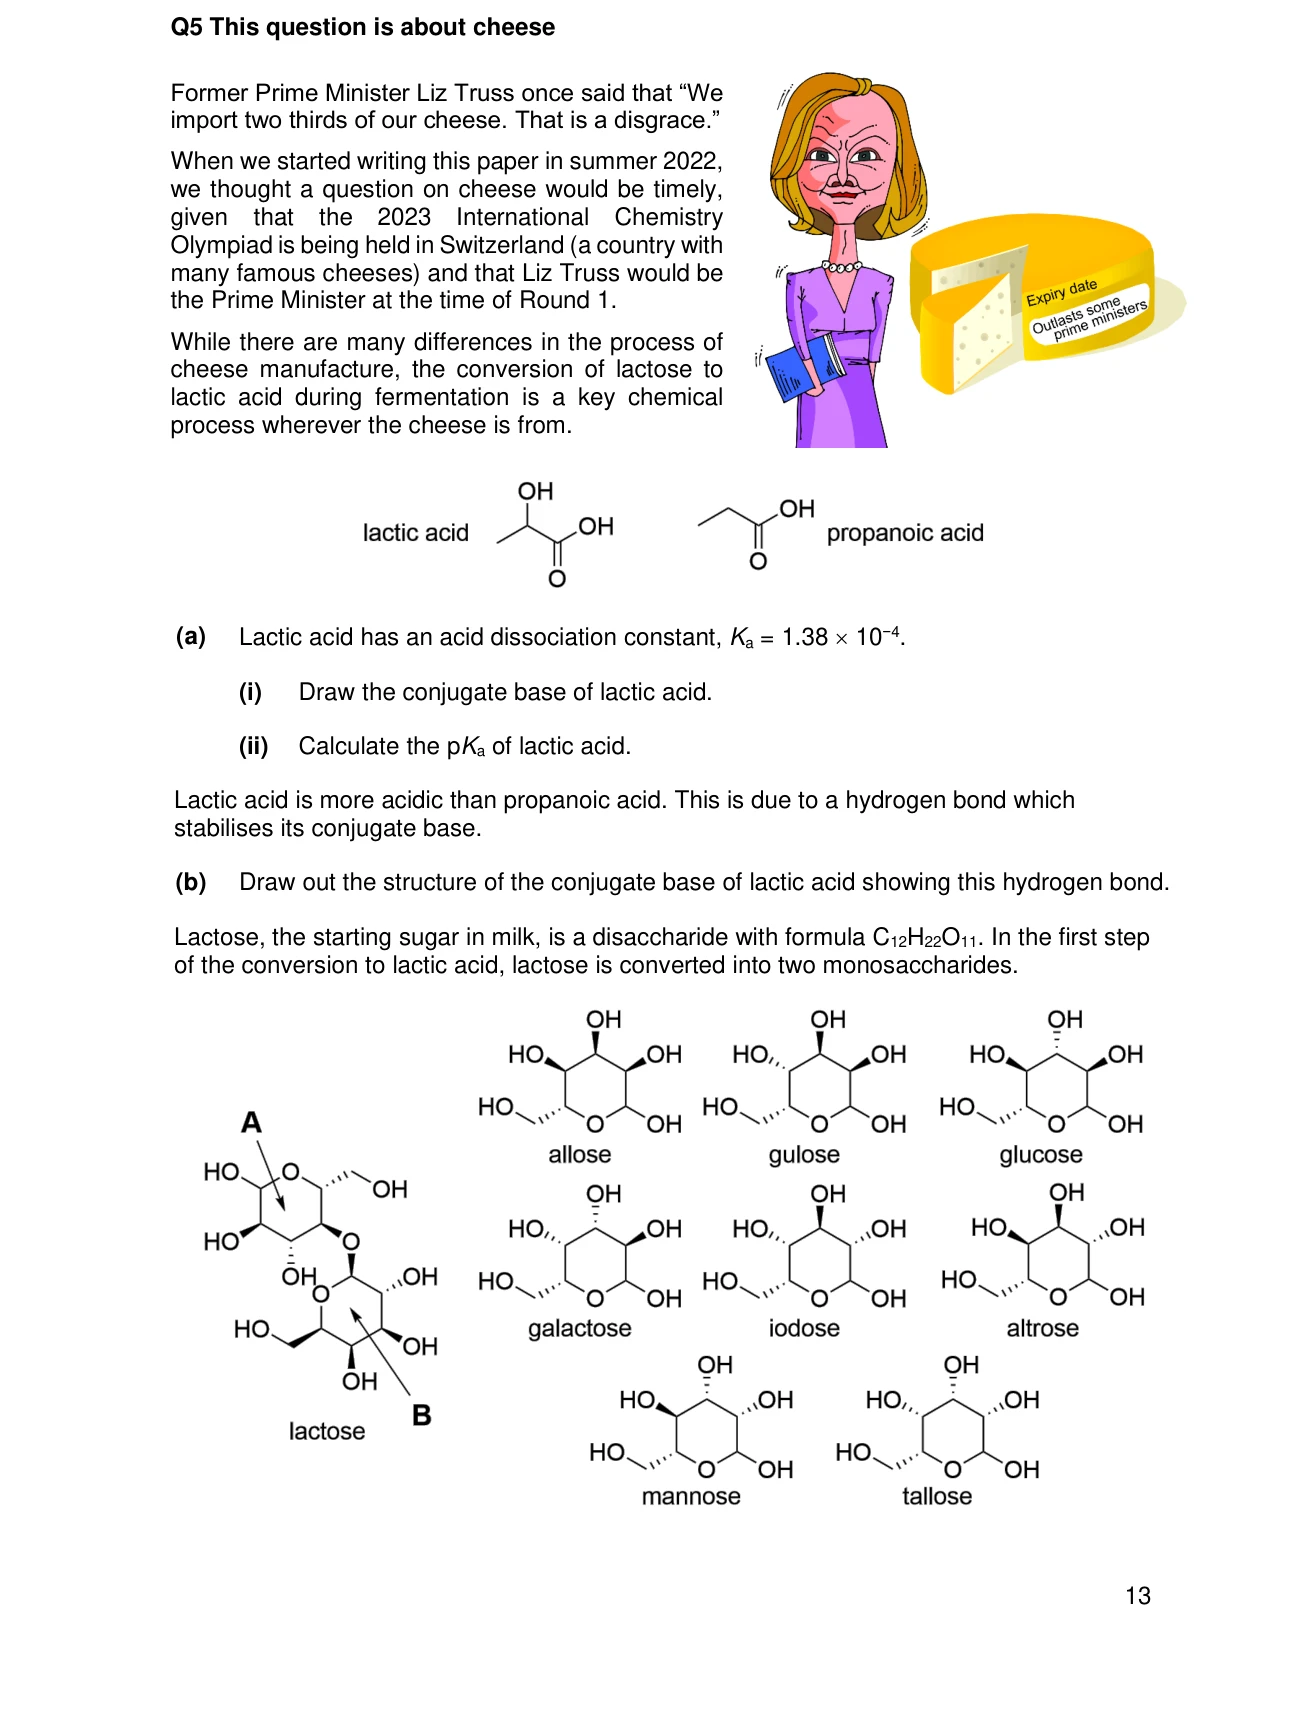 Q5 This question is about cheese
Former Prime Minister Liz Truss once said that “We
import two thirds of our cheese. That is a disgrace.”
When we started writing this paper in summer 2022,
we thought a question on cheese would be timely,
given that the 2023 International Chemistry
Olympiad is being held in Switzerland (a country with
many famous cheeses) and that Liz Truss would be
the Prime Minister at the time of Round 1.
While there are many differences in the process of
cheese manufacture, the conversion of lactose to
lactic acid during fermentation is a key chemical
process wherever the cheese is from.
Expiry date
Outlasts some
prime ministers
OH
lactic acid
OH
O
OH
O
propanoic acid
(a) Lactic acid has an acid dissociation constant, Kₐ = 1.38 × 10⁻⁴.
(i) Draw the conjugate base of lactic acid.
(ii) Calculate the pKₐ of lactic acid.
Lactic acid is more acidic than propanoic acid. This is due to a hydrogen bond which
stabilises its conjugate base.
(b) Draw out the structure of the conjugate base of lactic acid showing this hydrogen bond.
Lactose, the starting sugar in milk, is a disaccharide with formula C₁₂H₂₂O₁₁. In the first step
of the conversion to lactic acid, lactose is converted into two monosaccharides.
A
HO O
OH
HO O
OH
O OH
HO
OH
OH
B
lactose
OH
HO OH
HO O OH
allose
OH
HO OH
HO O OH
gulose
OH
HO OH
HO O OH
glucose
OH
HO OH
HO O OH
galactose
OH
HO OH
HO O OH
iodose
OH
HO OH
HO O OH
altrose
OH
HO OH
HO O OH
mannose
OH
HO OH
HO O OH
tallose
13